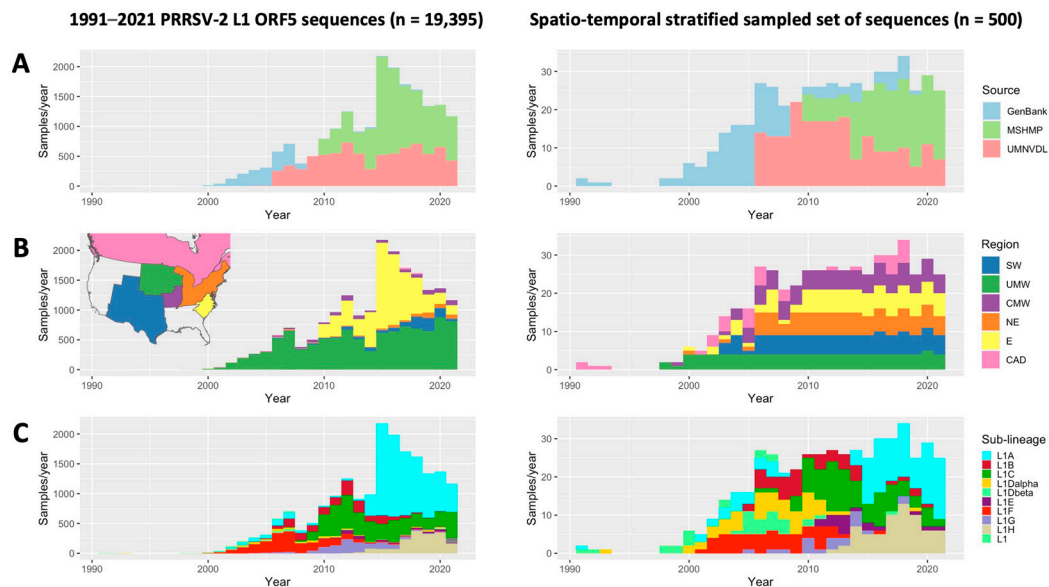 1991–2021 PRRSV-2 L1 ORF5 sequences (n = 19,395)
Spatio-temporal stratified sampled set of sequences (n = 500)
A
Samples/year
2000
1500
1000
500
0
1990
2000
2010
2020
Year
Samples/year
30
20
10
0
1990
2000
2010
2020
Year
Source
GenBank
MSHMP
UMNVDL
B
Samples/year
2000
1500
1000
500
0
1990
2000
2010
2020
Year
Samples/year
30
20
10
0
1990
2000
2010
2020
Year
Region
SW
UMW
CMW
NE
E
CAD
C
Samples/year
2000
1500
1000
500
0
1990
2000
2010
2020
Year
Samples/year
30
20
10
0
1990
2000
2010
2020
Year
Sub-lineage
L1A
L1B
L1C
L1Dalpha
L1Dbeta
L1E
L1F
L1G
L1H
L1